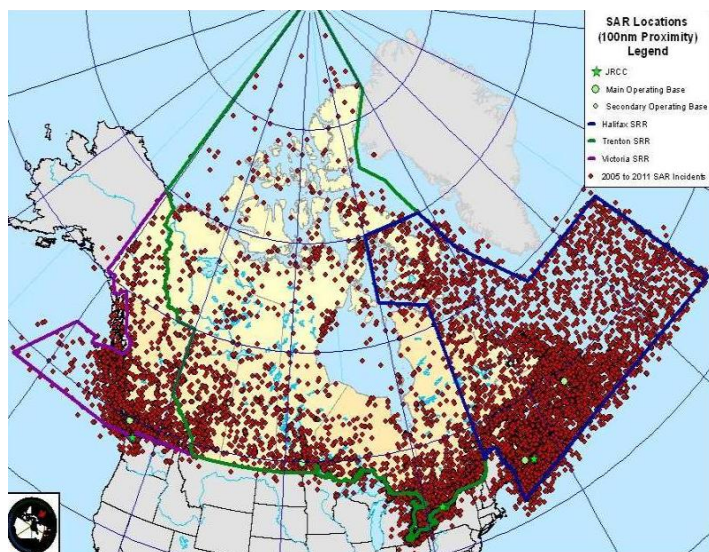 SAR Locations
(100nm Proximity)
Legend
JRCC
Main Operating Base
Secondary Operating Base
Halifax SRR
Trenton SRR
Victoria SRR
2005 to 2011 SAR Incidents